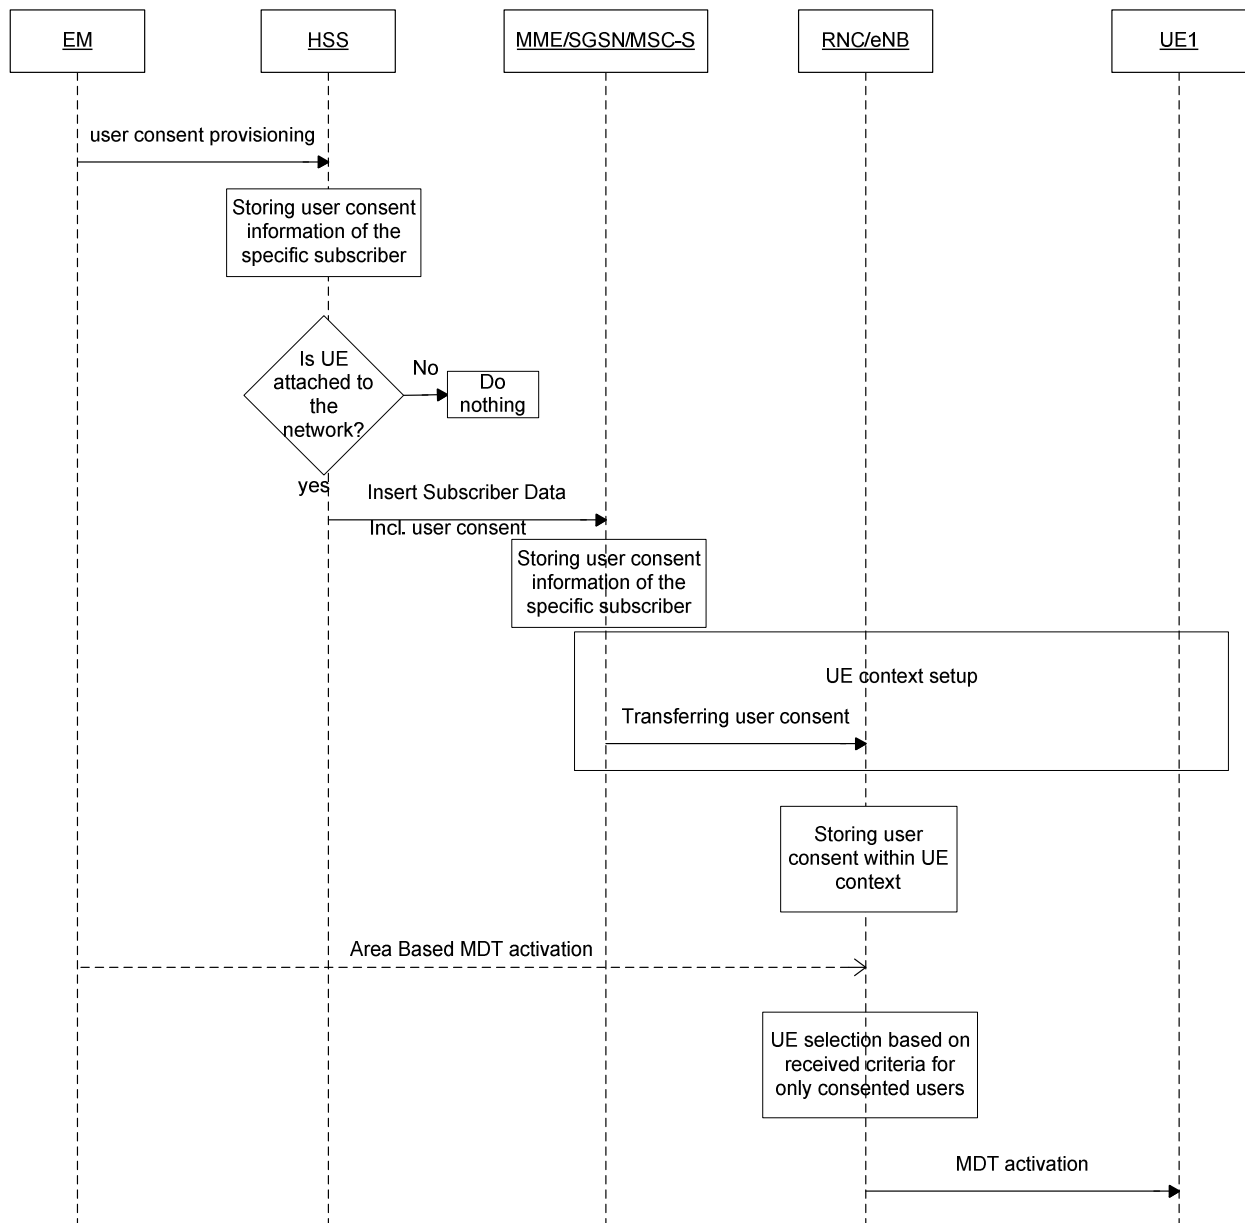 EM
HSS
MME/SGSN/MSC-S
RNC/eNB
UE1
user consent provisioning
Storing user consent
information of the
specific subscriber
Is UE
attached to
the
network?
No
Do
nothing
yes
Insert Subscriber Data
Incl. user consent
Storing user consent
information of the
specific subscriber
UE context setup
Transferring user consent
Storing user
consent within UE
context
Area Based MDT activation
UE selection based on
received criteria for
only consented users
MDT activation